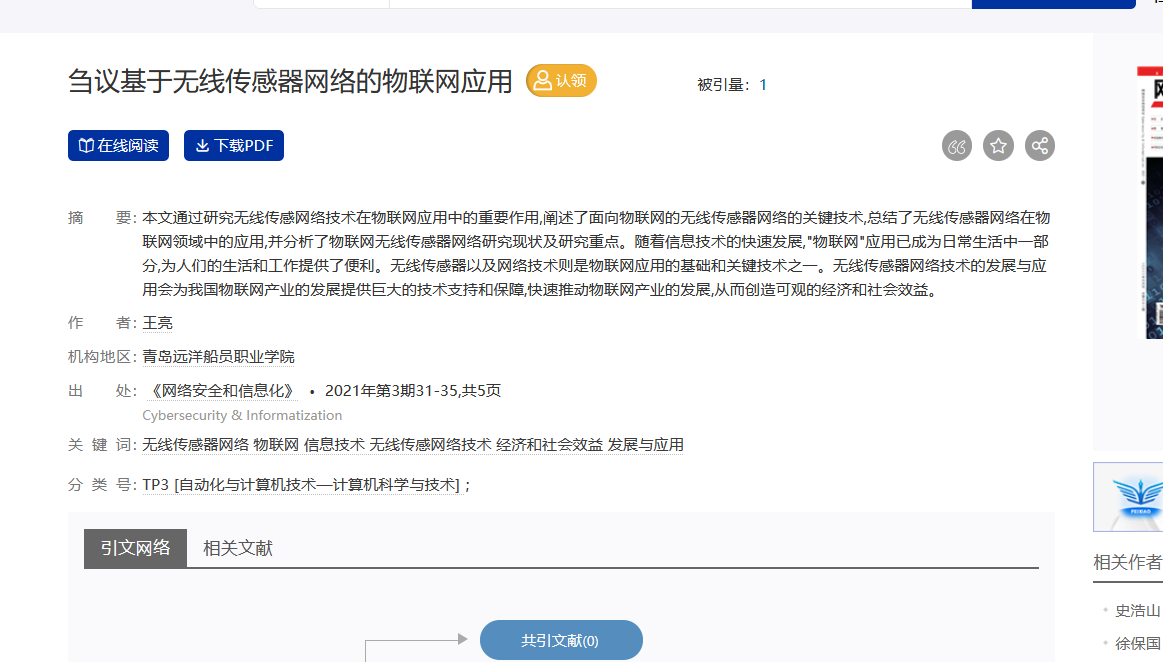 刍议基于无线传感器网络的物联网应用 认领 被引量：1
在线阅读 下载PDF
摘 要：本文通过研究无线传感网络技术在物联网应用中的重要作用,阐述了面向物联网的无线传感器网络的关键技术,总结了无线传感器网络在物
联网领域中的应用,并分析了物联网无线传感器网络研究现状及研究重点。随着信息技术的快速发展,"物联网"应用已成为日常生活中一部
分,为人们的生活和工作提供了便利。无线传感器以及网络技术则是物联网应用的基础和关键技术之一。无线传感器网络技术的发展与应
用会为我国物联网产业的发展提供巨大的技术支持和保障,快速推动物联网产业的发展,从而创造可观的经济和社会效益。
作 者：王亮
机构地区：青岛远洋船员职业学院
出 处：《网络安全和信息化》 • 2021年第3期31-35,共5页
Cybersecurity & Informatization
关 键 词：无线传感器网络 物联网 信息技术 无线传感网络技术 经济和社会效益 发展与应用
分 类 号：TP3 [自动化与计算机技术—计算机科学与技术]；
引文网络 相关文献
共引文献(0)
相关作者
史浩山
徐保国